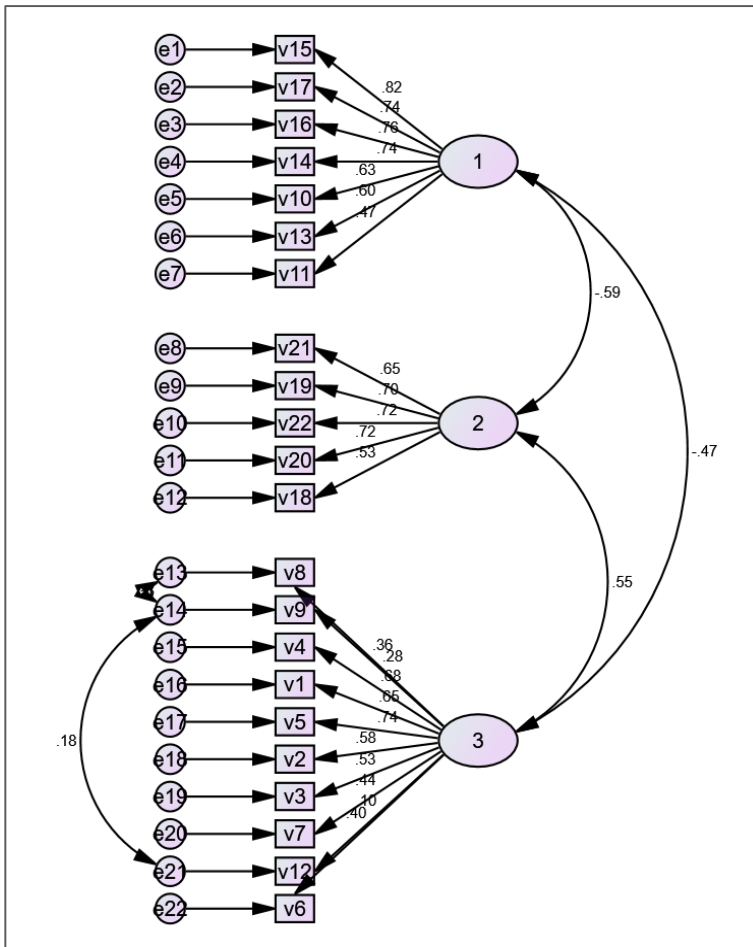 e1 v15
.82
e2 v17
.74
e3 v16
.76
e4 v14 1
.74
e5 v10
.63
e6 v13
.60
e7 v11
.47
-.59
e8 v21
.65
e9 v19
.70
e10 v22 2
.72
e11 v20
.72
e12 v18
.53
-.47
.55
e13 v8
e14 v9
.36
.28
e15 v4
.68
e16 v1
.65
e17 v5
.74
.18
3
e18 v2
.58
e19 v3
.53
e20 v7
.44
e21 v12
.10
e22 v6
.40